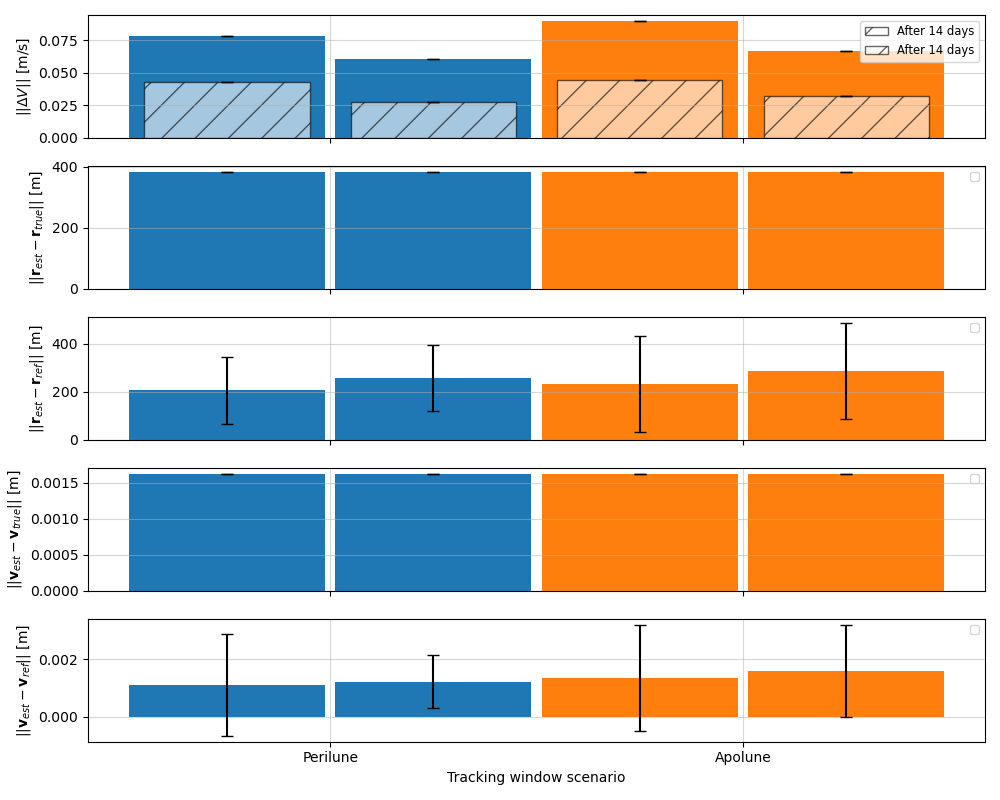 ||ΔV|| [m/s]
0.075
0.050
0.025
0.000
After 14 days
After 14 days
||r_est − r_true|| [m]
400
200
0
||r_est − r_ref|| [m]
400
200
0
||v_est − v_true|| [m]
0.0015
0.0010
0.0005
0.0000
||v_est − v_ref|| [m]
0.002
0.000
Perilune
Apolune
Tracking window scenario